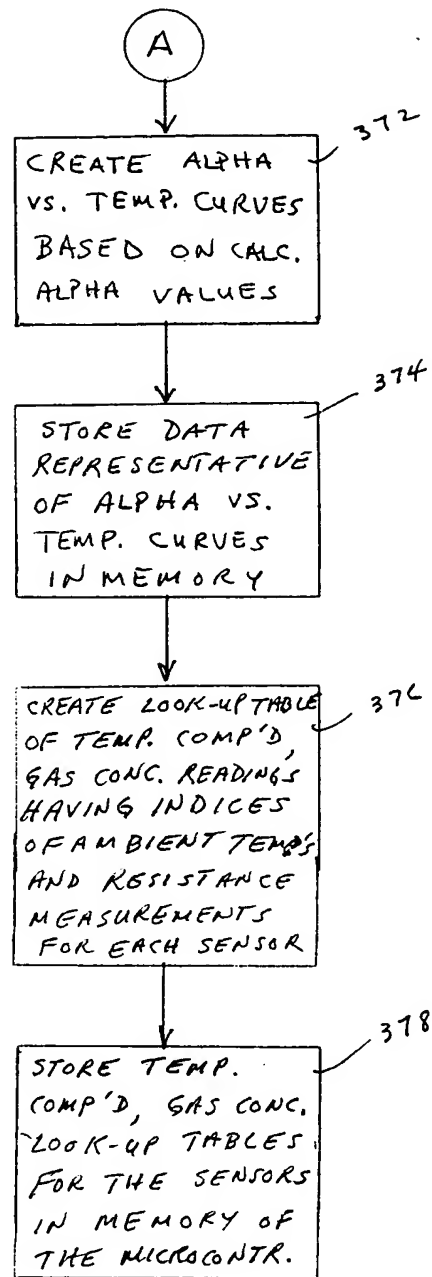 A
372
CREATE ALPHA
VS. TEMP. CURVES
BASED ON CALC.
ALPHA VALUES
374
STORE DATA
REPRESENTATIVE
OF ALPHA VS.
TEMP. CURVES
IN MEMORY
376
CREATE LOOK-UP TABLE
OF TEMP. COMP'D,
GAS CONC. READINGS
HAVING INDICES
OF AMBIENT TEMP'S
AND RESISTANCE
MEASUREMENTS
FOR EACH SENSOR
378
STORE TEMP.
COMP'D, GAS CONC.
LOOK-UP TABLES
FOR THE SENSORS
IN MEMORY OF
THE MICROCONTR.